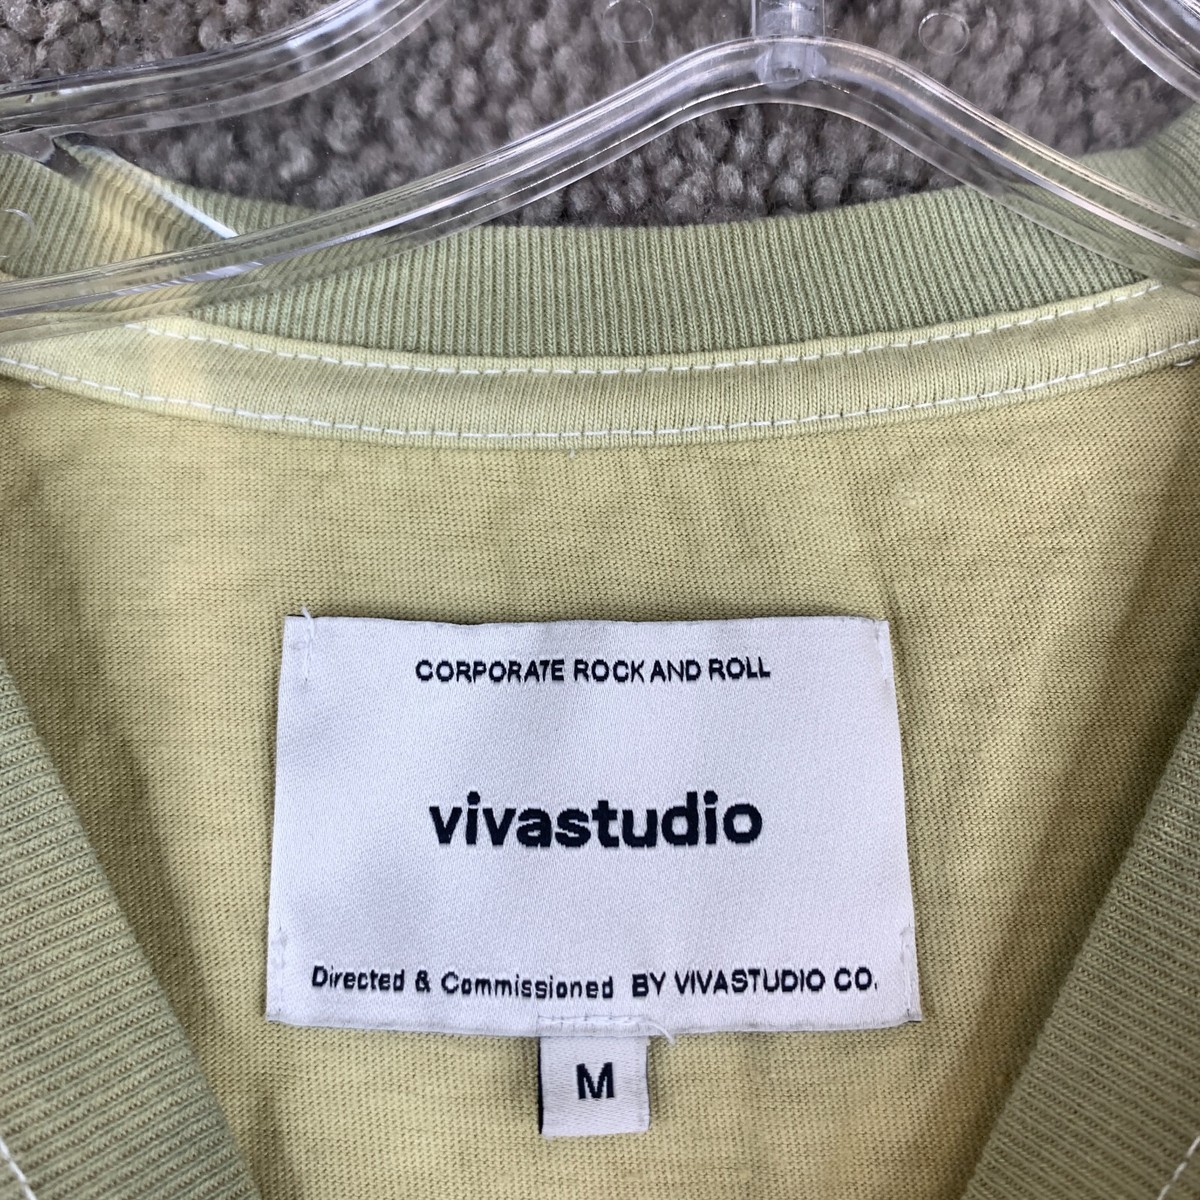 CORPORATE ROCK AND ROLL
vivastudio
Directed & Commissioned BY VIVASTUDIO CO.
M